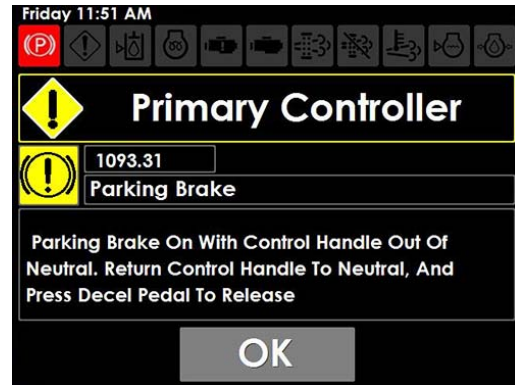 Friday 11:51 AM
(P)
Primary Controller
1093.31
Parking Brake
Parking Brake On With Control Handle Out Of
Neutral. Return Control Handle To Neutral, And
Press Decel Pedal To Release
OK